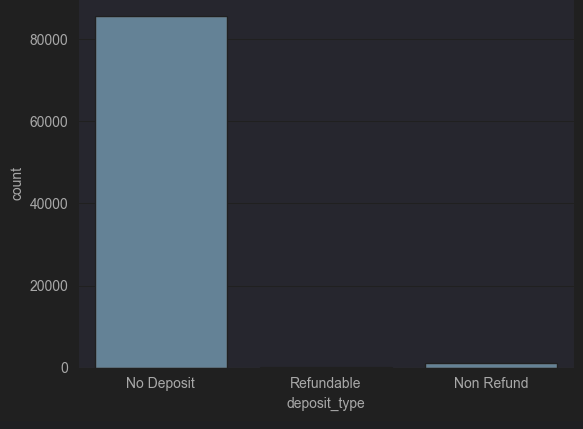 80000
60000
40000
20000
0
count
No Deposit Refundable Non Refund
deposit_type